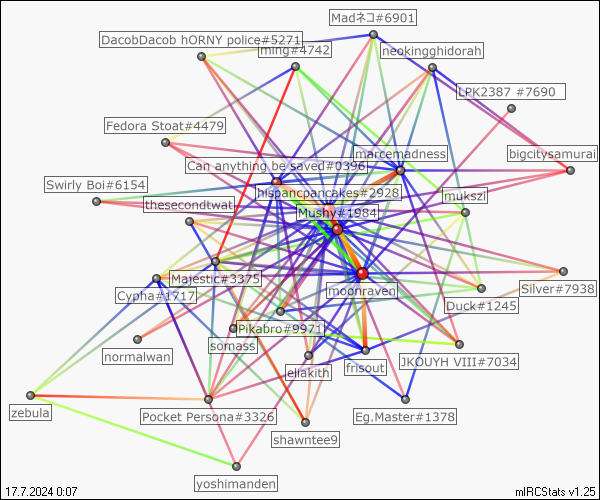 Madネコ#6901
DacobDacob hORNY police#5271
ming#4742
neokingghidorah
LPK2387 #7690
Fedora Stoat#4479
marcemadness
bigcitysamurai
Can anything be saved#0396
Swirly Boi#6154
hispancpancakes#2928
mukszi
thesecondtwat
Mushy#1984
Majestic#3375
moonraven
Silver#7938
Cypha#1717
Duck#1245
Pikabro#9971
somass
normalwan
eliakith
frisout
JKOUYH VIII#7034
zebula
Pocket Persona#3326
Eg.Master#1378
shawntee9
yoshimanden
17.7.2024 0:07
mIRCStats v1.25